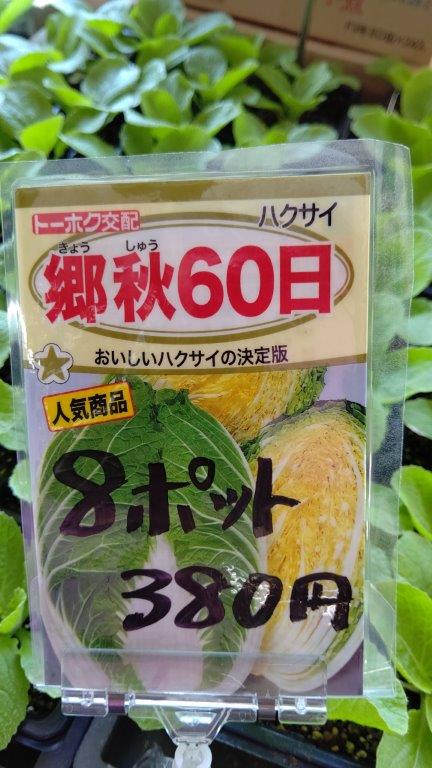 トーホク交配
ハクサイ
きょう しゅう
郷秋60日
おいしいハクサイの決定版
人気商品
8ポット
380円